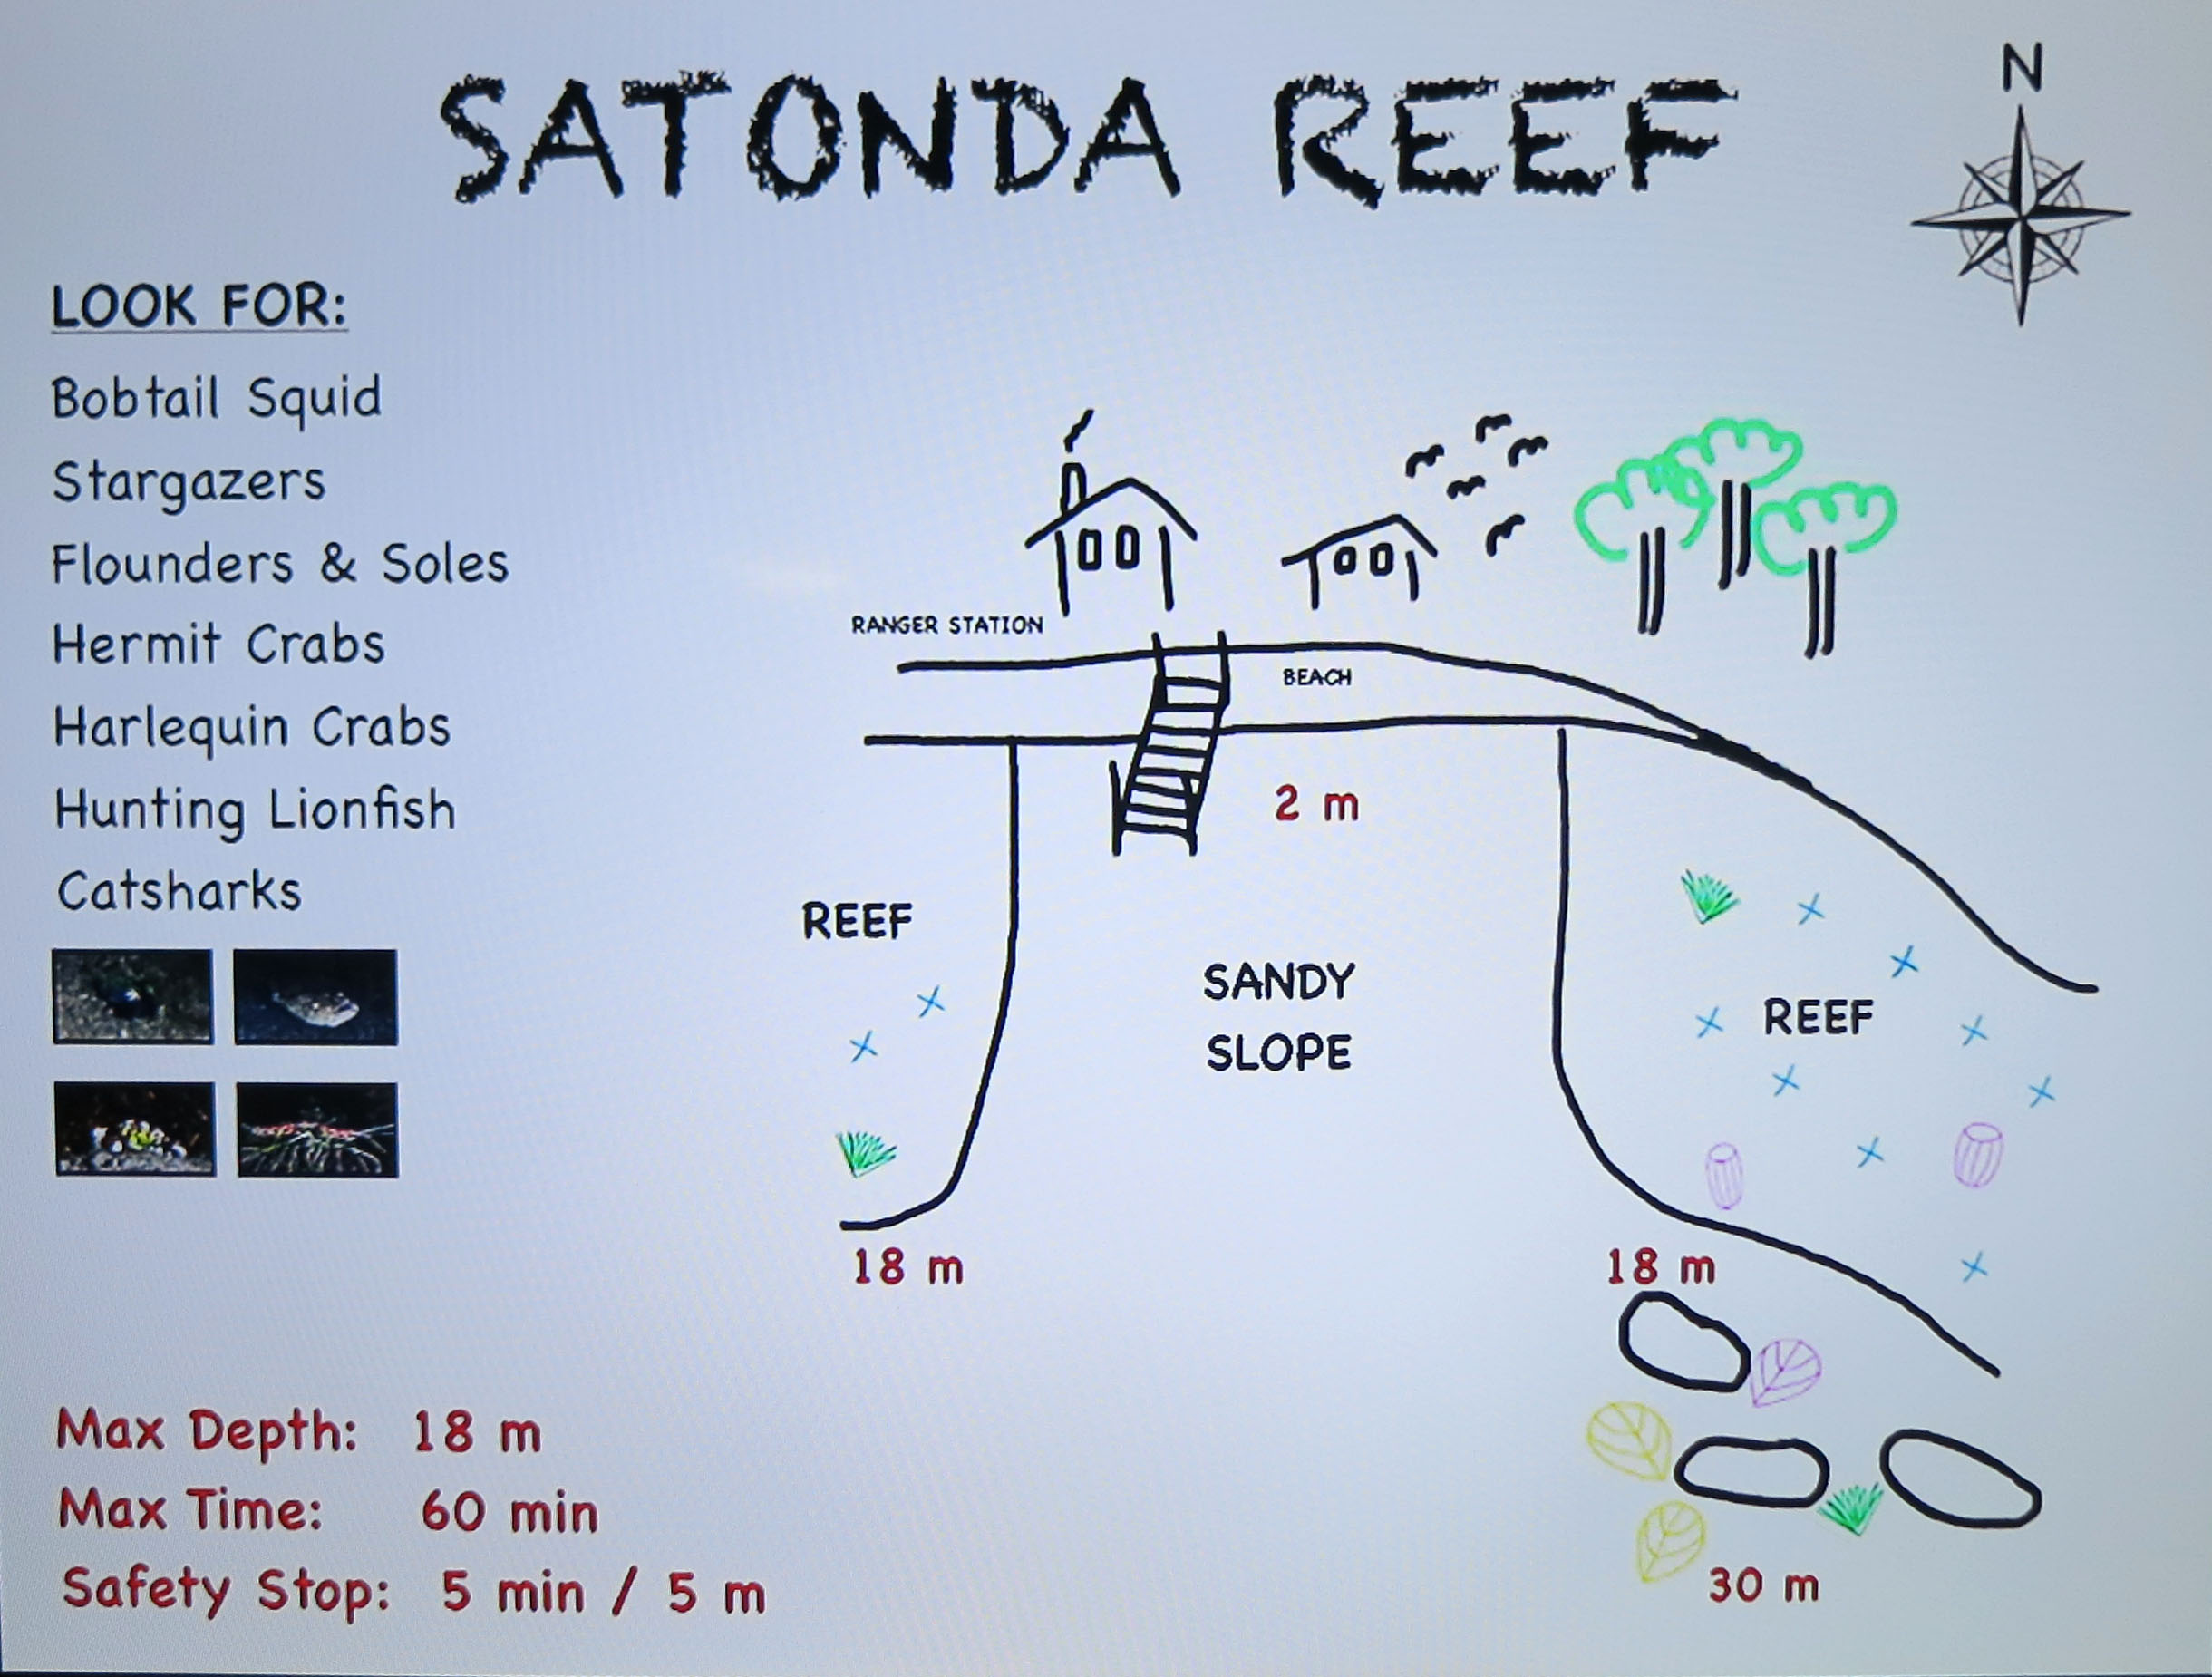 SATONDA REEF
N
LOOK FOR:
Bobtail Squid
Stargazers
Flounders & Soles
Hermit Crabs
Harlequin Crabs
Hunting Lionfish
Catsharks
RANGER STATION
BEACH
2 m
REEF
SANDY
SLOPE
REEF
18 m
18 m
30 m
Max Depth: 18 m
Max Time: 60 min
Safety Stop: 5 min / 5 m